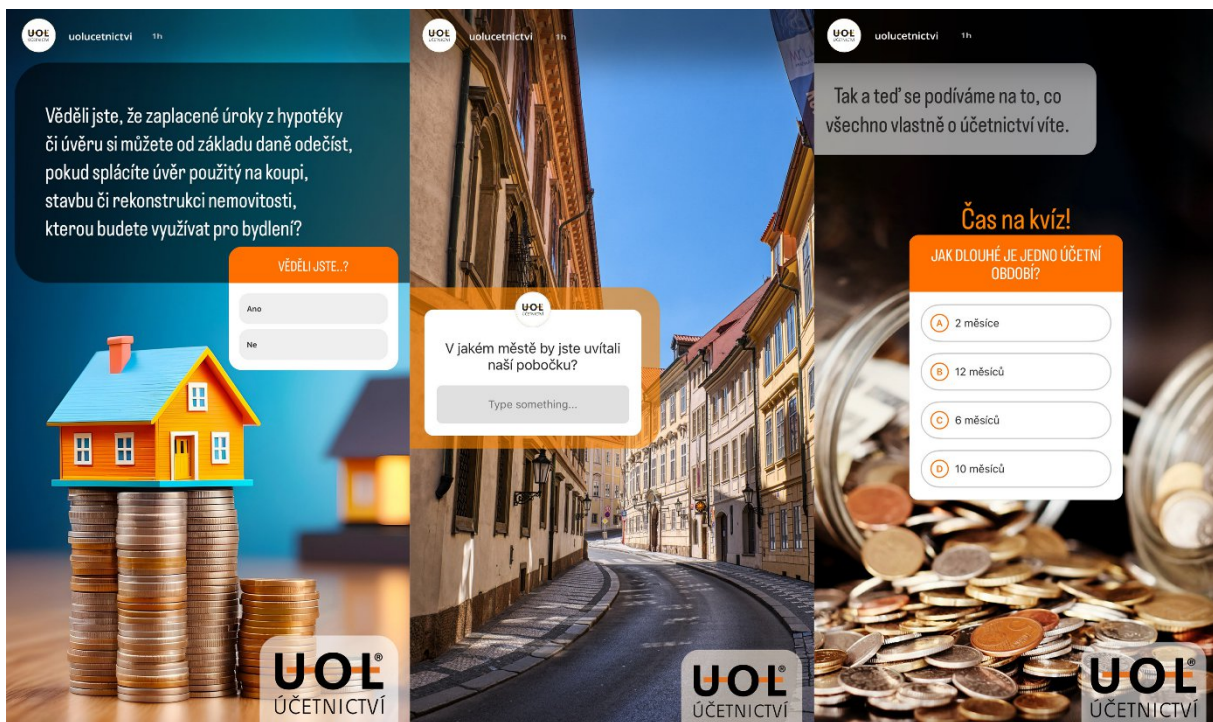 UOL
ÚČETNICTVÍ
uolucetnictvi 1h
Věděli jste, že zaplacené úroky z hypotéky
či úvěru si můžete od základu daně odečíst,
pokud splácíte úvěr použitý na koupi,
stavbu či rekonstrukci nemovitosti,
kterou budete využívat pro bydlení?
VĚDĚLI JSTE..?
Ano
Ne
UOL®
ÚČETNICTVÍ
UOL
ÚČETNICTVÍ
uolucetnictvi 1h
UOL
ÚČETNICTVÍ
V jakém městě by jste uvítali
naší pobočku?
Type something...
UOL®
ÚČETNICTVÍ
UOL
ÚČETNICTVÍ
uolucetnictvi 1h
Tak a teď se podíváme na to, co
všechno vlastně o účetnictví víte.
Čas na kvíz!
JAK DLOUHÉ JE JEDNO ÚČETNÍ
OBDOBÍ?
A 2 měsíce
B 12 měsíců
C 6 měsíců
D 10 měsíců
UOL®
ÚČETNICTVÍ